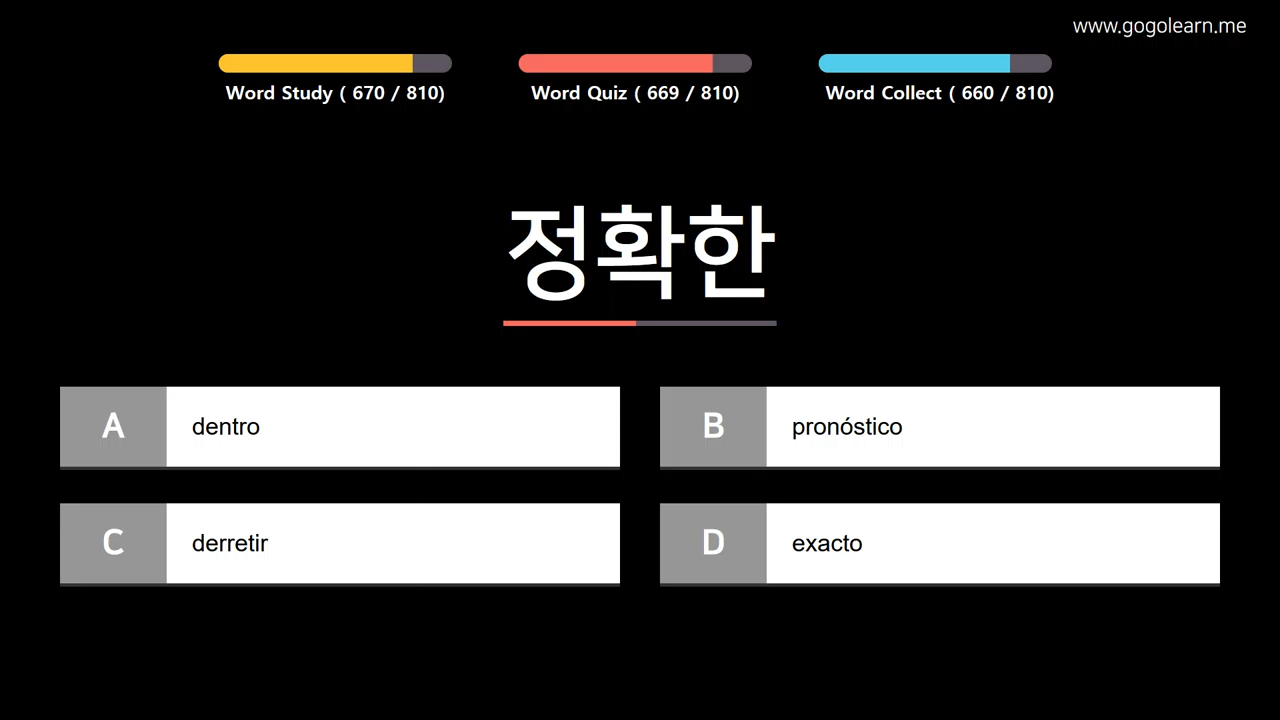 www.gogolearn.me
Word Study ( 670 / 810)
Word Quiz ( 669 / 810)
Word Collect ( 660 / 810)
정확한
A dentro
B pronóstico
C derretir
D exacto